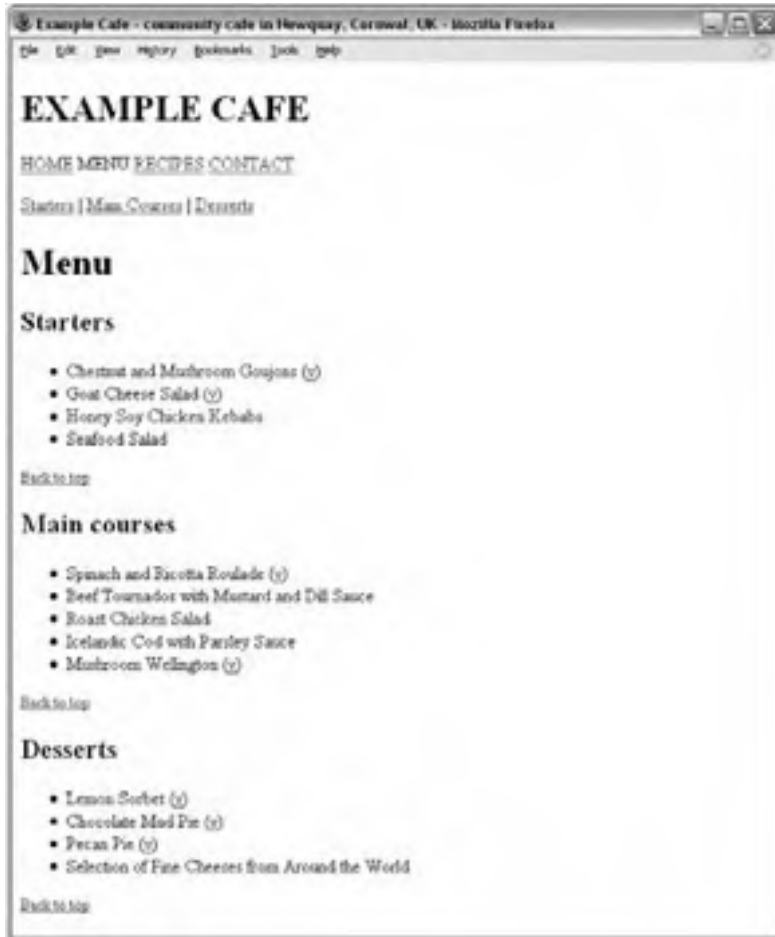 Example Cafe - community cafe in Newquay, Cornwal, UK - Mozilla Firefox
File Edit View History Bookmarks Tools Help
EXAMPLE CAFE
HOME MENU RECIPES CONTACT
Starters | Main Courses | Desserts
Menu
Starters
• Chestnut and Mushroom Goujons (v)
• Goat Cheese Salad (v)
• Honey Soy Chicken Kebabs
• Seafood Salad
Back to top
Main courses
• Spinach and Ricotta Roulade (v)
• Beef Tournados with Mustard and Dill Sauce
• Roast Chicken Salad
• Icelandic Cod with Parsley Sauce
• Mushroom Wellington (v)
Back to top
Desserts
• Lemon Sorbet (v)
• Chocolate Mud Pie (v)
• Pecan Pie (v)
• Selection of Fine Cheeses from Around the World
Back to top